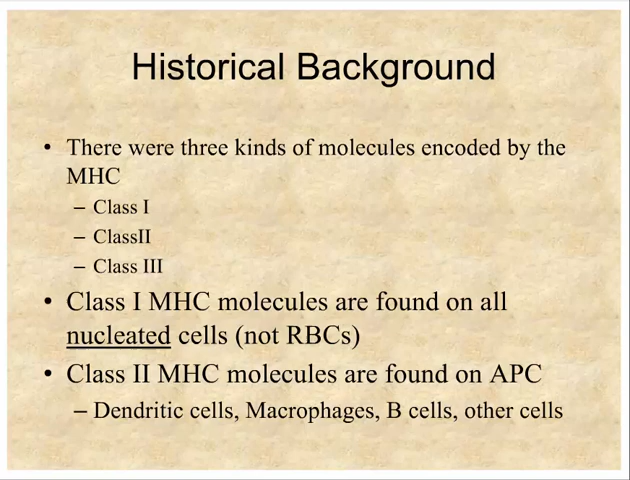 Historical Background
• There were three kinds of molecules encoded by the
MHC
– Class I
– ClassII
– Class III
• Class I MHC molecules are found on all
nucleated cells (not RBCs)
• Class II MHC molecules are found on APC
– Dendritic cells, Macrophages, B cells, other cells